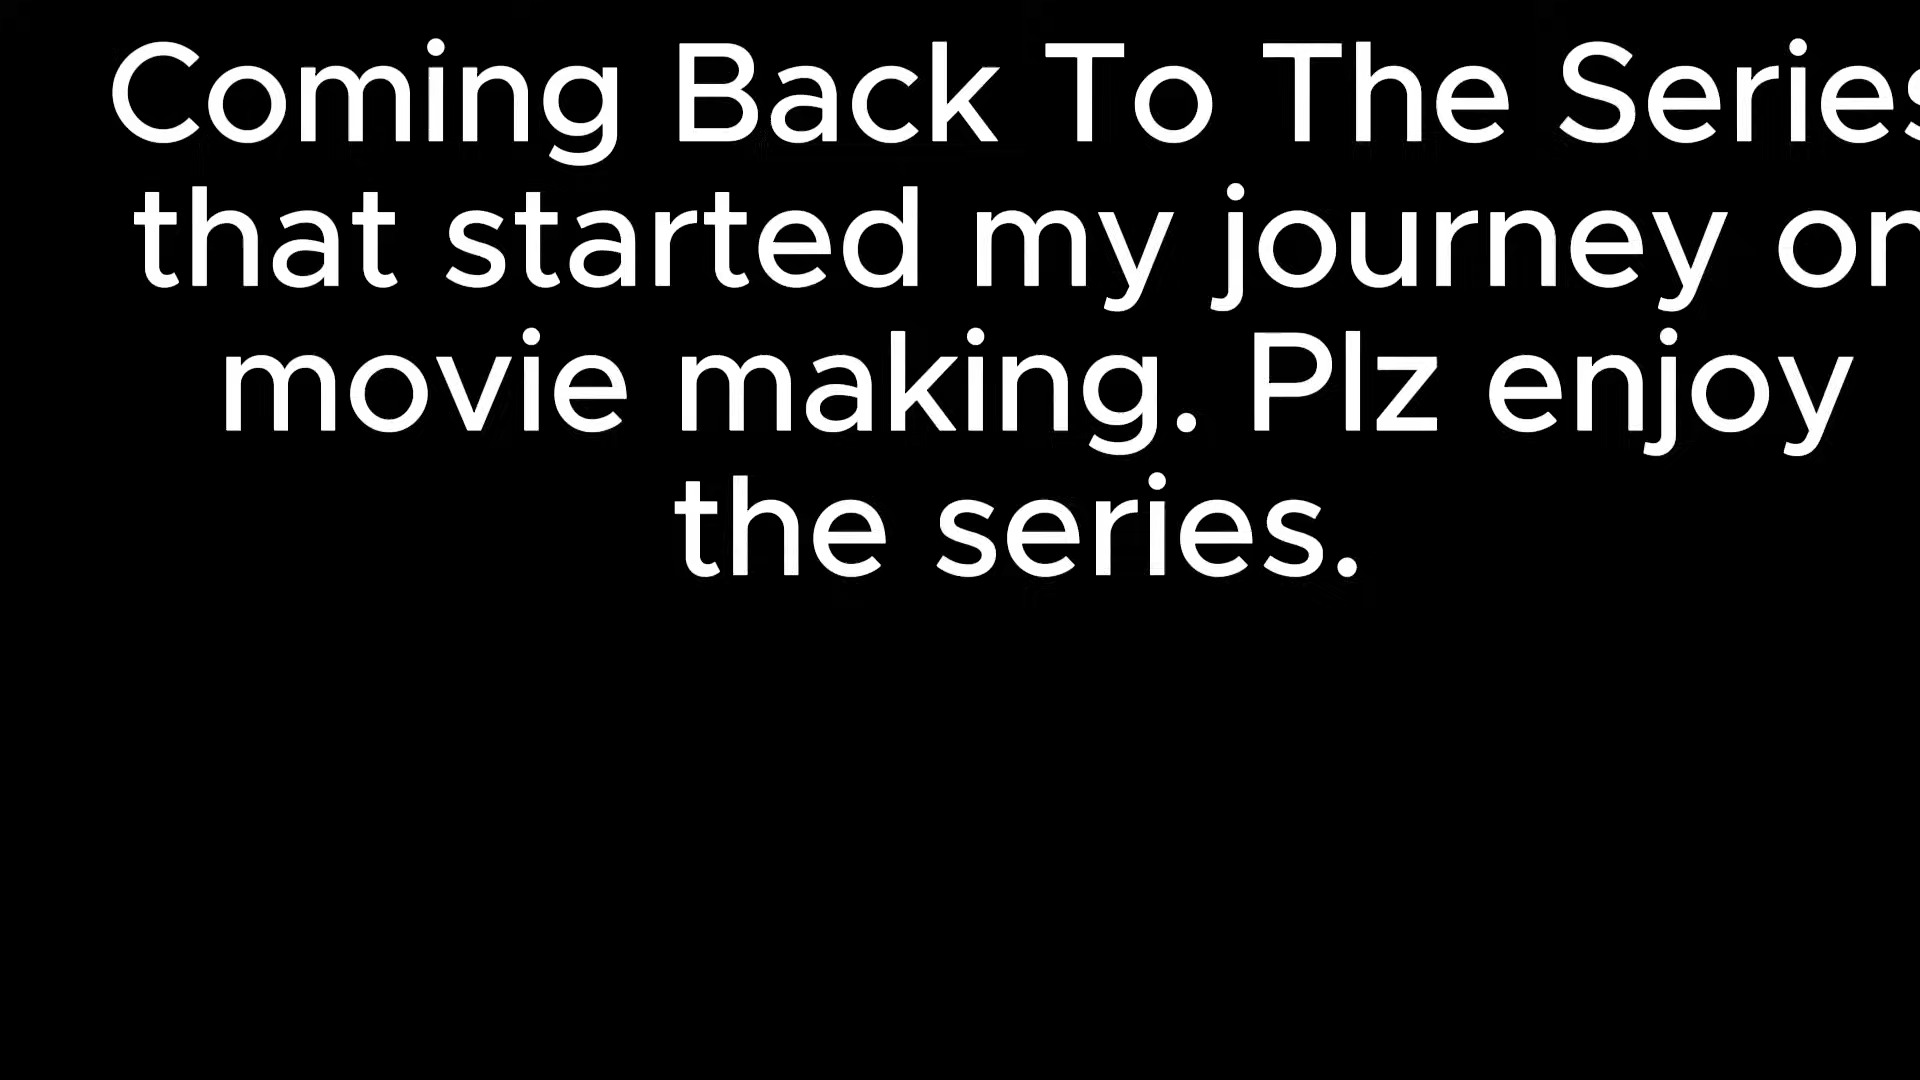 Coming Back To The Series
that started my journey on
movie making. Plz enjoy
the series.